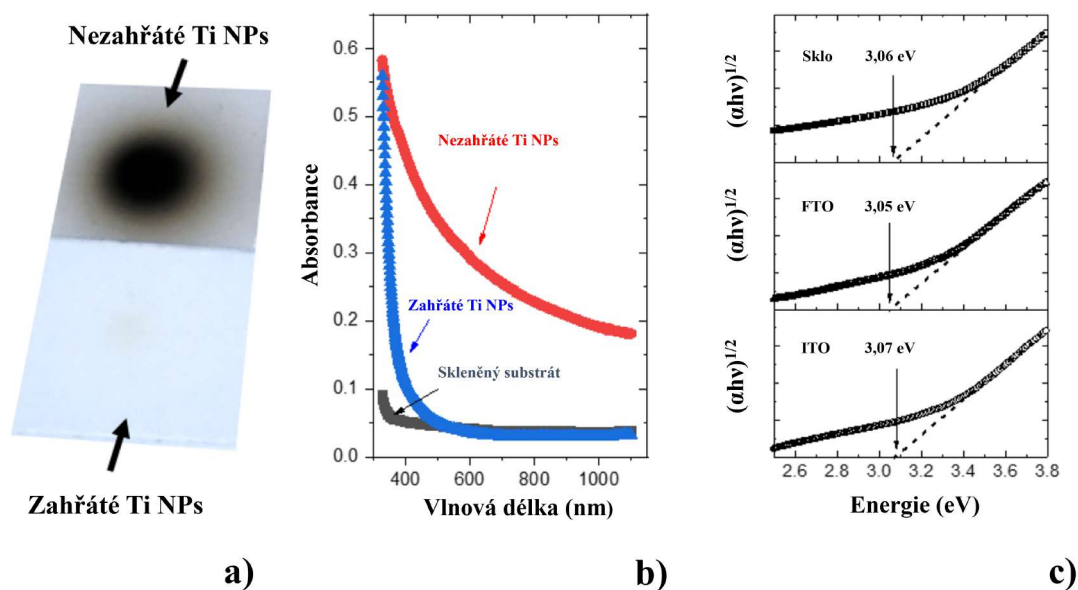 Nezahřáté Ti NPs
Zahřáté Ti NPs
a)
0.6
0.5
0.4
0.3
0.2
0.1
0.0
Absorbance
Nezahřáté Ti NPs
Zahřáté Ti NPs
Skleněný substrát
400 600 800 1000
Vlnová délka (nm)
b)
(αhν)1/2
Sklo 3,06 eV
(αhν)1/2
FTO 3,05 eV
(αhν)1/2
ITO 3,07 eV
2.6 2.8 3.0 3.2 3.4 3.6 3.8
Energie (eV)
c)